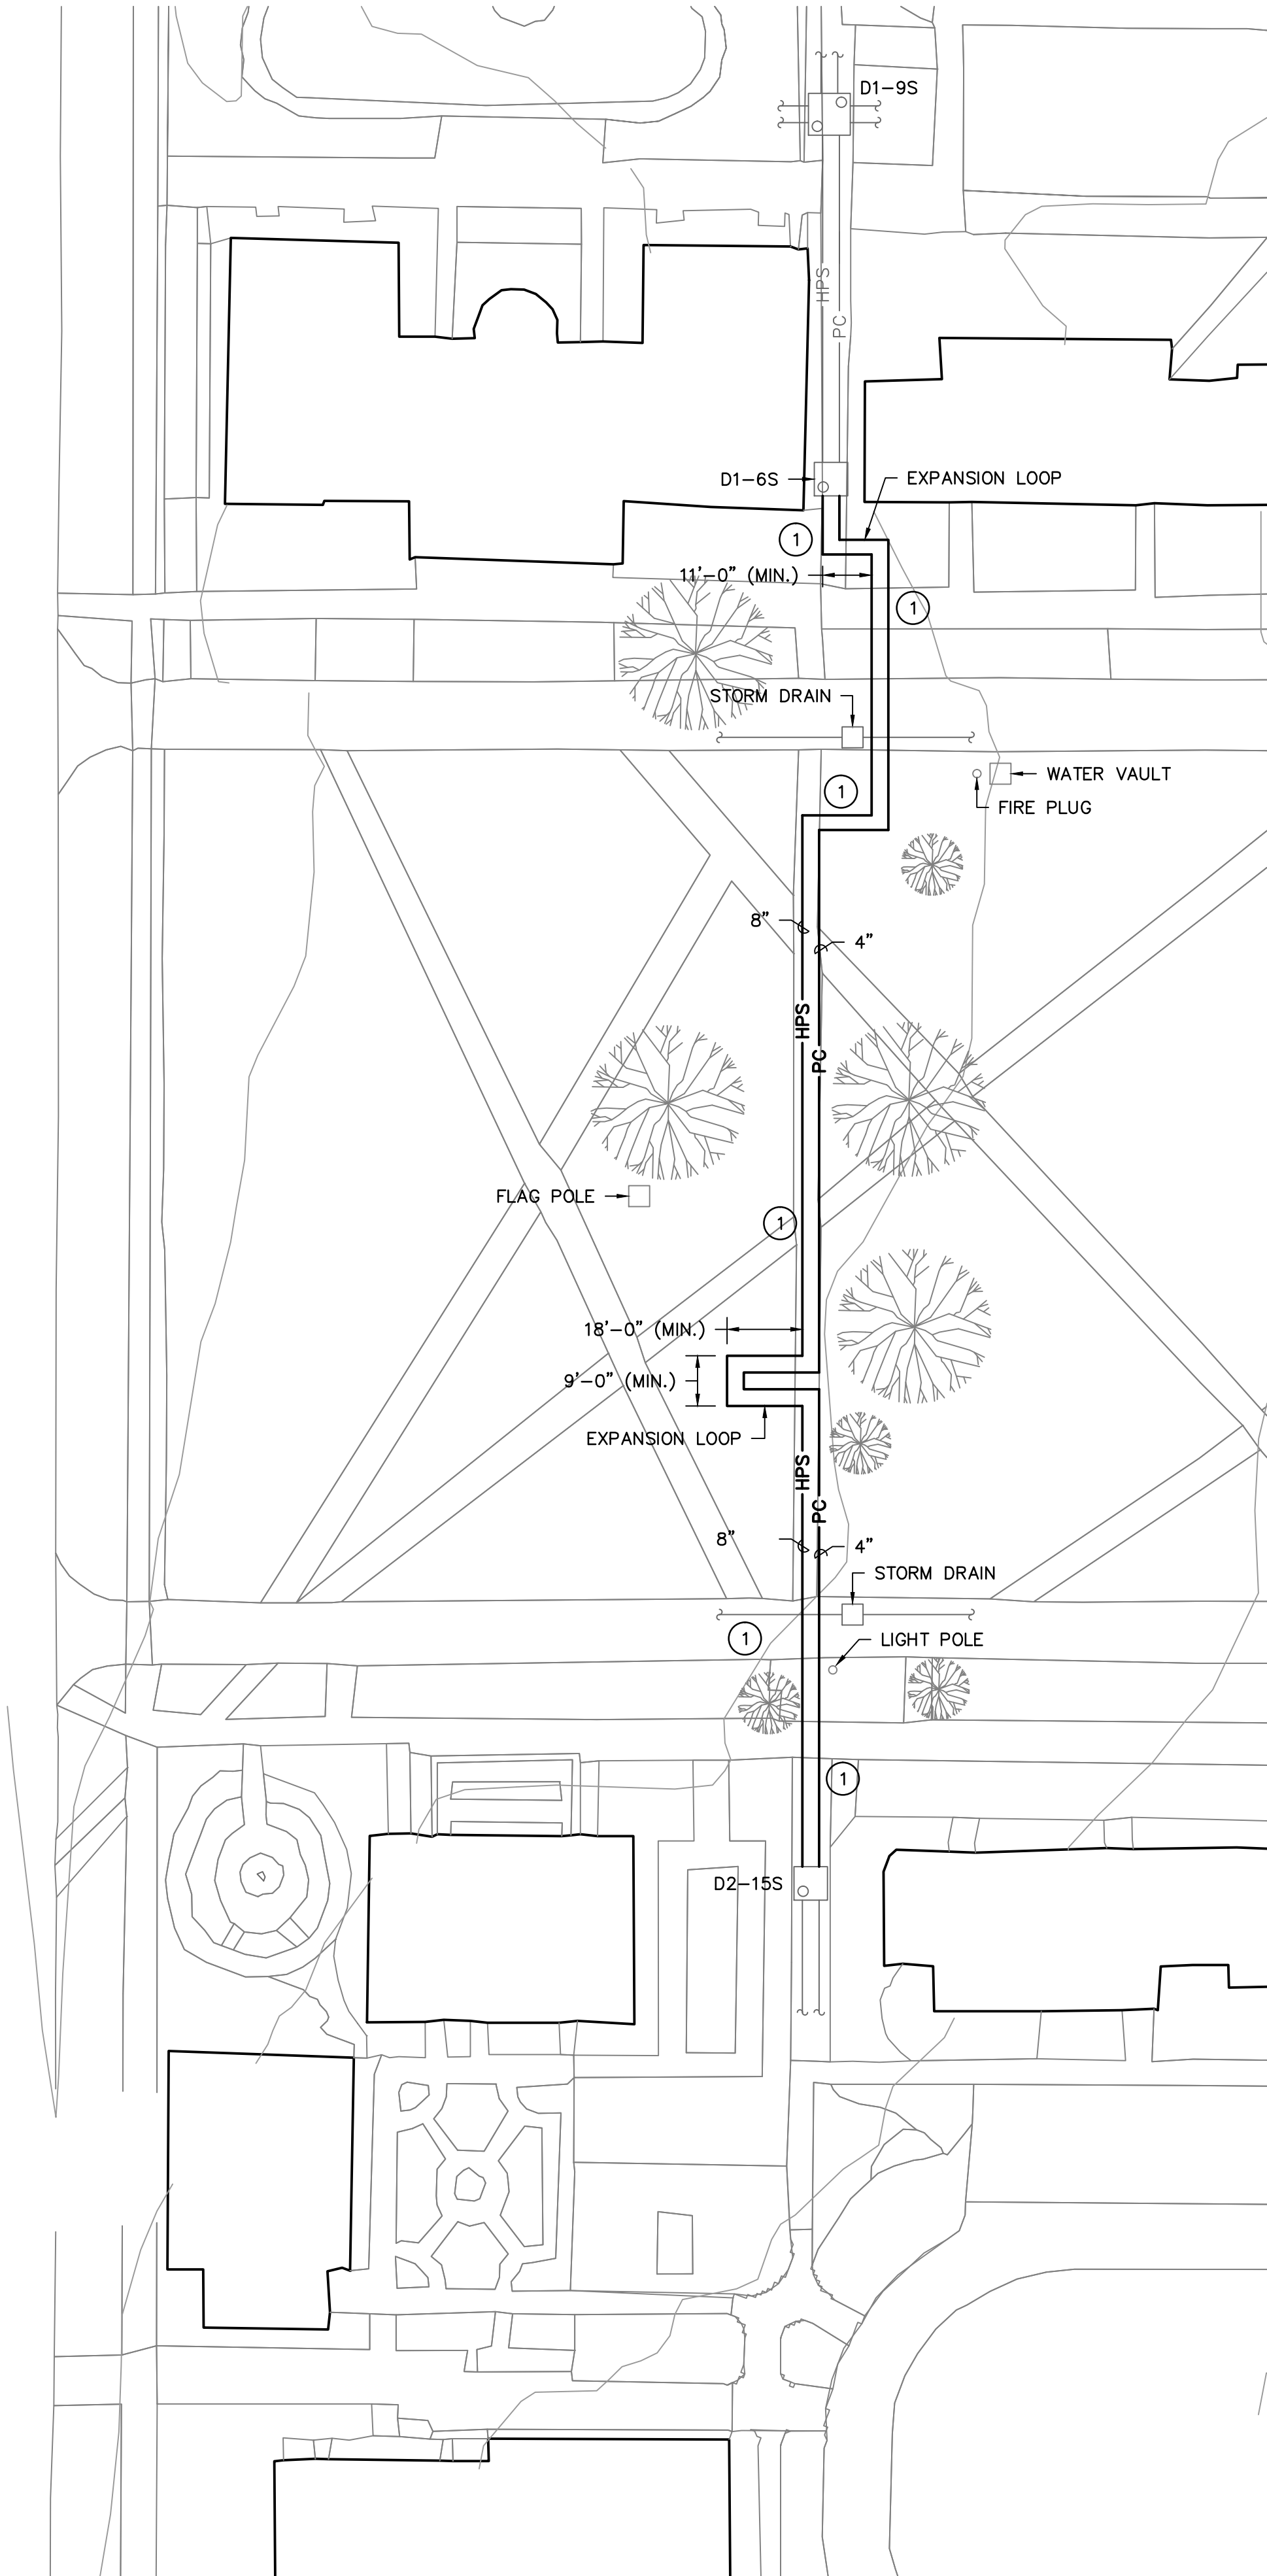 D1-9S
HPS
PC
D1-6S
EXPANSION LOOP
1
11'-0" (MIN.)
1
STORM DRAIN
WATER VAULT
1
FIRE PLUG
8"
4"
HPS
PC
FLAG POLE
1
18'-0" (MIN.)
9'-0" (MIN.)
EXPANSION LOOP
HPS
PC
8"
4"
STORM DRAIN
1
LIGHT POLE
1
D2-15S